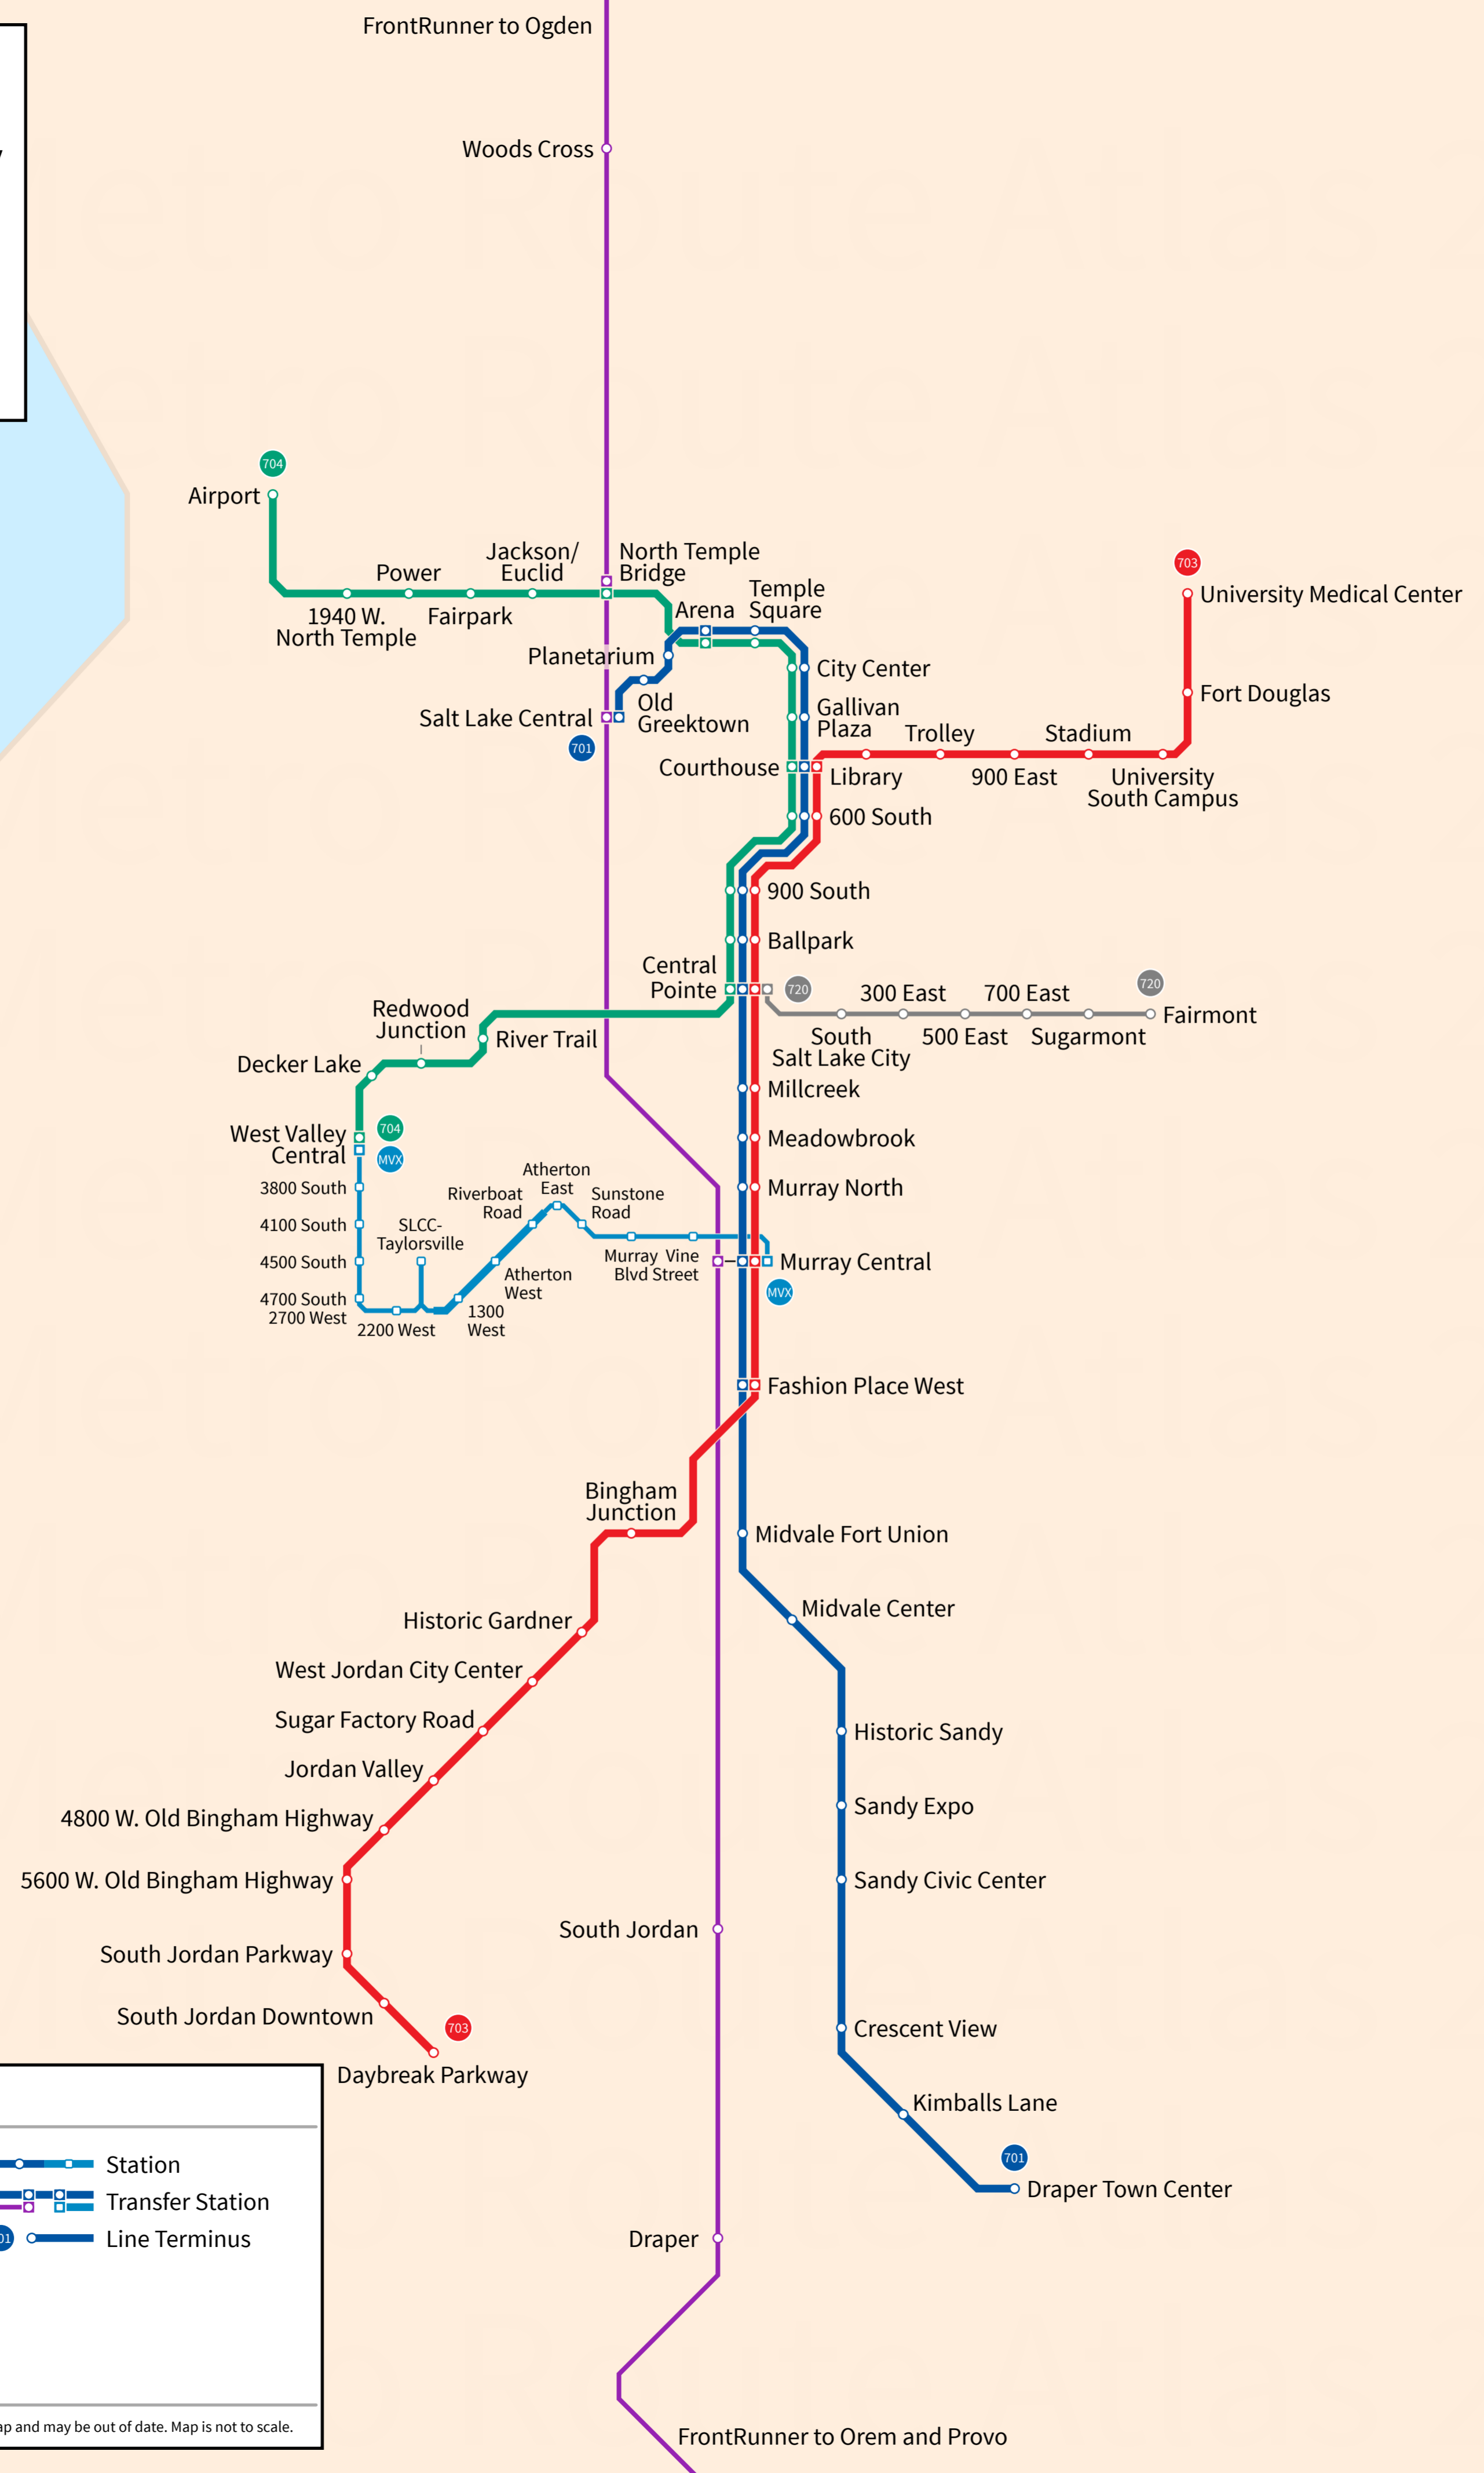 FrontRunner to Ogden
Woods Cross
704
Airport
Jackson/
Euclid
North Temple
Bridge
Power
1940 W.
North Temple
Fairpark
Temple
Square
Arena
703
University Medical Center
Planetarium
City Center
Fort Douglas
Old
Greektown
Salt Lake Central
701
Gallivan
Plaza
Trolley
Stadium
Courthouse
Library
900 East
University
South Campus
600 South
900 South
Ballpark
Central
Pointe
720
300 East
700 East
720
Fairmont
South
Salt Lake City
500 East
Sugarmont
Redwood
Junction
River Trail
Decker Lake
Millcreek
West Valley
Central
704
MVX
Meadowbrook
Murray North
3800 South
4100 South
4500 South
4700 South
2700 West
2200 West
SLCC-
Taylorsville
1300
West
Atherton
West
Riverboat
Road
Atherton
East
Sunstone
Road
Murray
Blvd
Vine
Street
Murray Central
MVX
Fashion Place West
Bingham
Junction
Midvale Fort Union
Midvale Center
Historic Gardner
West Jordan City Center
Sugar Factory Road
Historic Sandy
Jordan Valley
Sandy Expo
4800 W. Old Bingham Highway
5600 W. Old Bingham Highway
Sandy Civic Center
South Jordan
South Jordan Parkway
South Jordan Downtown
703
Crescent View
Daybreak Parkway
Kimballs Lane
701
Draper Town Center
Station
Transfer Station
Line Terminus
Draper
and may be out of date. Map is not to scale.
FrontRunner to Orem and Provo